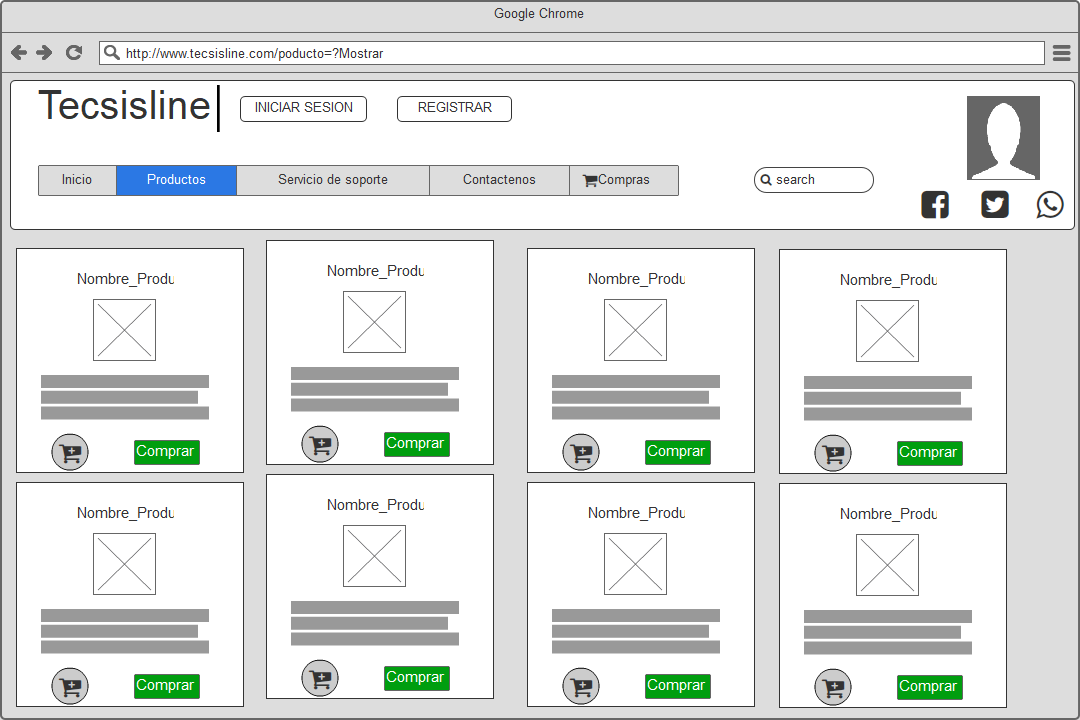 Google Chrome
http://www.tecsisline.com/poducto=?Mostrar
Tecsisline
INICIAR SESION
REGISTRAR
Inicio
Productos
Servicio de soporte
Contactenos
Compras
search
Nombre_Produ
Nombre_Produ
Nombre_Produ
Nombre_Produ
Comprar
Comprar
Comprar
Comprar
Nombre_Produ
Nombre_Produ
Nombre_Produ
Nombre_Produ
Comprar
Comprar
Comprar
Comprar